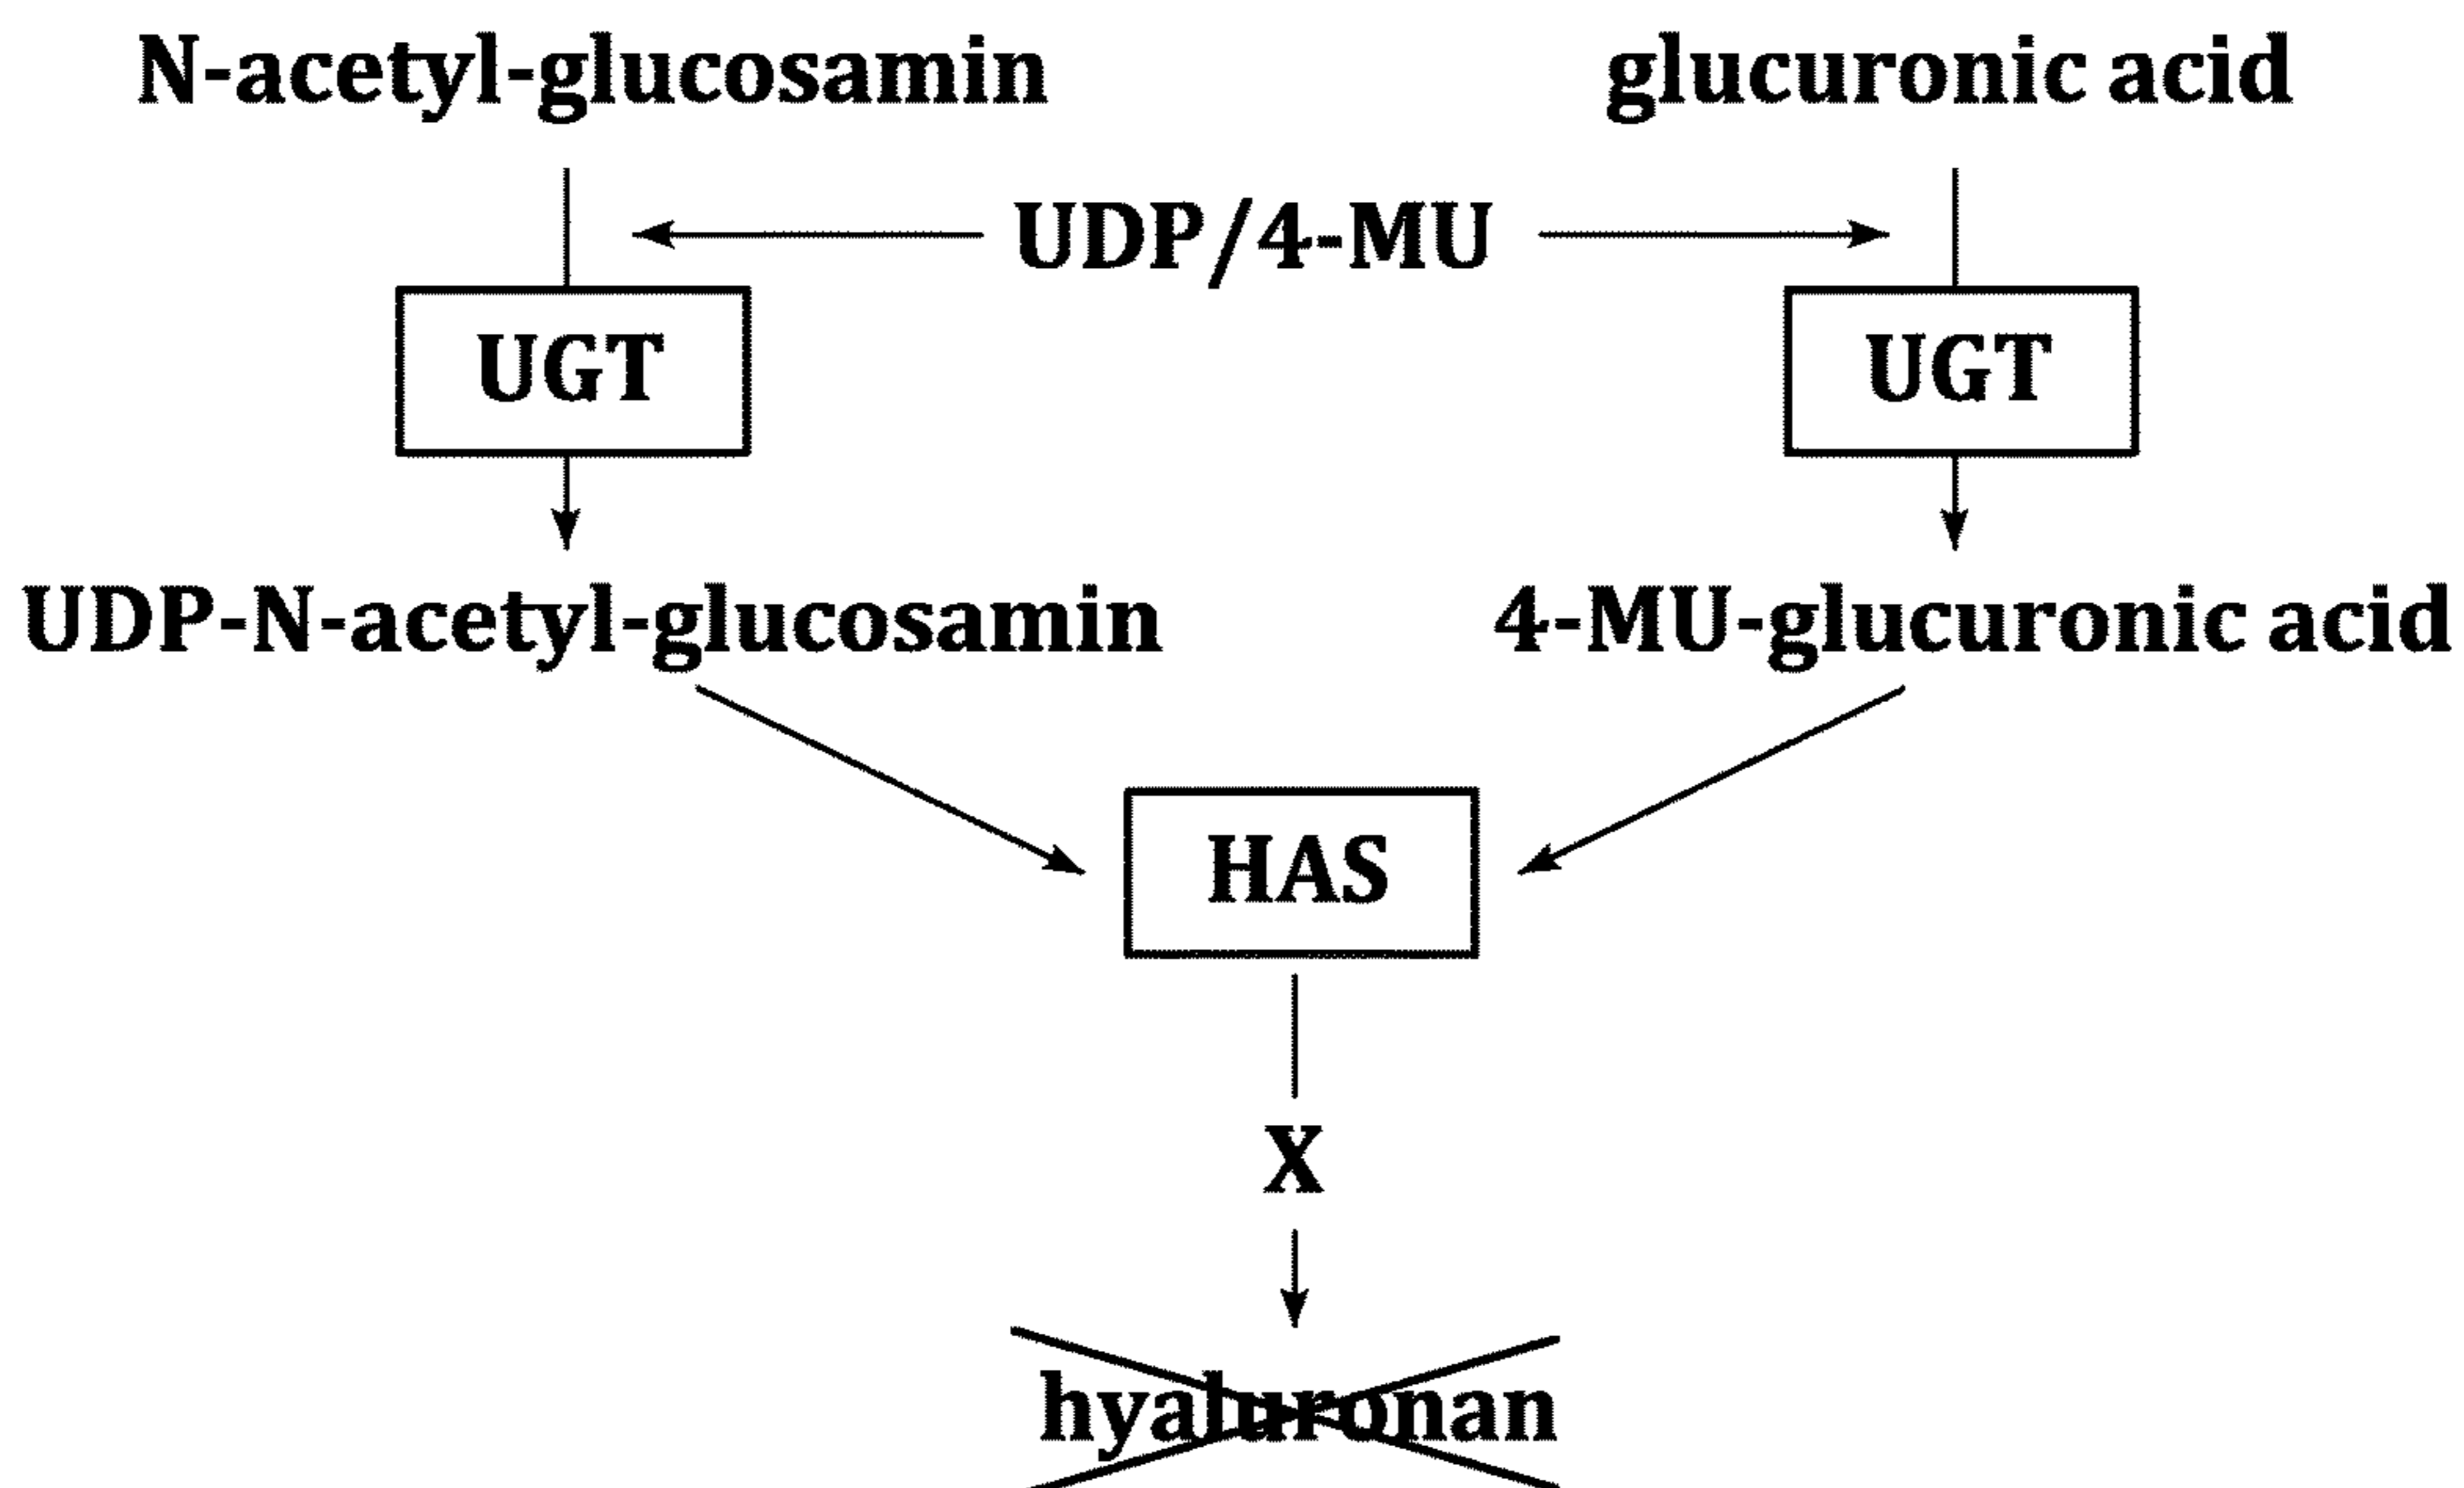 N-acetyl-glucosamin
glucuronic acid
UDP/4-MU
UGT
UGT
UDP-N-acetyl-glucosamin
4-MU-glucuronic acid
HAS
X
hyaluronan